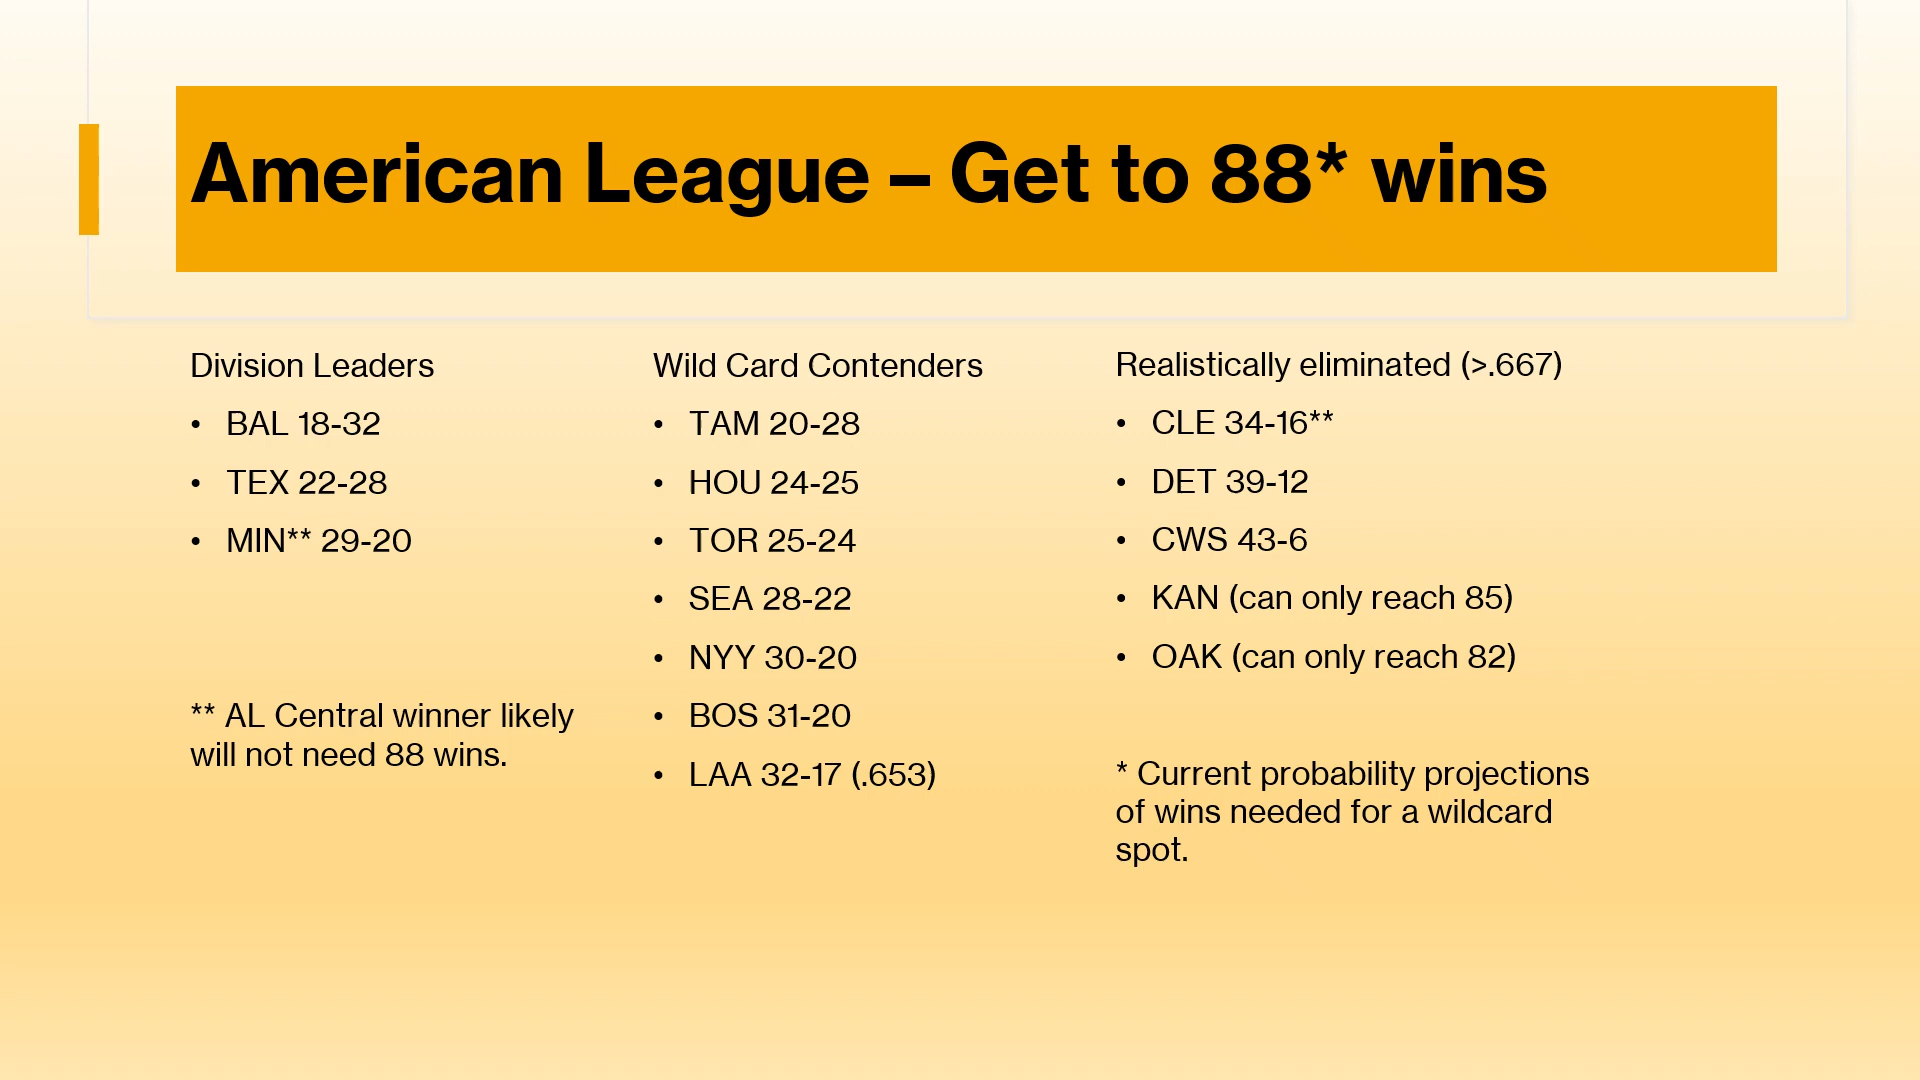 American League – Get to 88* wins
Division Leaders
• BAL 18-32
• TEX 22-28
• MIN** 29-20
** AL Central winner likely
will not need 88 wins.
Wild Card Contenders
• TAM 20-28
• HOU 24-25
• TOR 25-24
• SEA 28-22
• NYY 30-20
• BOS 31-20
• LAA 32-17 (.653)
Realistically eliminated (>.667)
• CLE 34-16**
• DET 39-12
• CWS 43-6
• KAN (can only reach 85)
• OAK (can only reach 82)
* Current probability projections
of wins needed for a wildcard
spot.